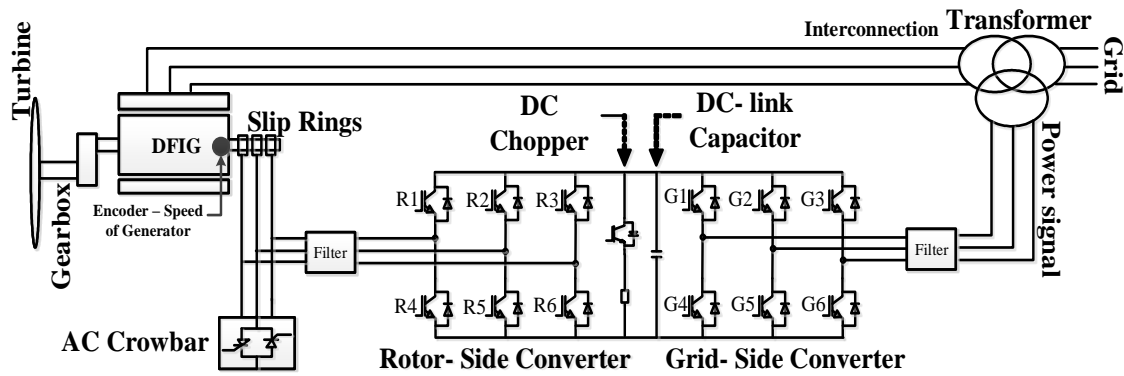 Transformer
Interconnection
Grid
Turbine
DC
Chopper
DC- link
Capacitor
Slip Rings
DFIG
Power signal
Encoder – Speed
of Generator
Gearbox
R1
R2
R3
G1
G2
G3
Filter
Filter
R4
R5
R6
G4
G5
G6
AC Crowbar
Rotor- Side Converter
Grid- Side Converter